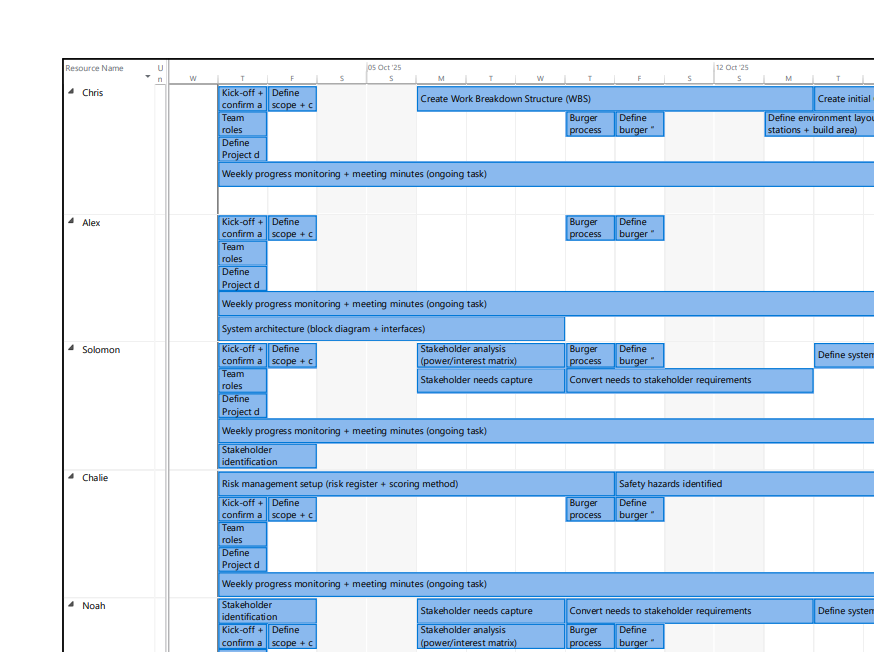 Resource Name
U
n
05 Oct '25
12 Oct '25
W T F S S M T W T F S S M T
Chris
Kick-off +
confirm a
Define
scope + c
Create Work Breakdown Structure (WBS)
Create initial
Team
roles
Burger
process
Define
burger "
Define environment layou
stations + build area)
Define
Project d
Weekly progress monitoring + meeting minutes (ongoing task)
Alex
Kick-off +
confirm a
Define
scope + c
Burger
process
Define
burger "
Team
roles
Define
Project d
Weekly progress monitoring + meeting minutes (ongoing task)
System architecture (block diagram + interfaces)
Solomon
Kick-off +
confirm a
Define
scope + c
Stakeholder analysis
(power/interest matrix)
Burger
process
Define
burger "
Define system
Team
roles
Stakeholder needs capture
Convert needs to stakeholder requirements
Define
Project d
Weekly progress monitoring + meeting minutes (ongoing task)
Stakeholder
identification
Chalie
Risk management setup (risk register + scoring method)
Safety hazards identified
Kick-off +
confirm a
Define
scope + c
Burger
process
Define
burger "
Team
roles
Define
Project d
Weekly progress monitoring + meeting minutes (ongoing task)
Noah
Stakeholder
identification
Stakeholder needs capture
Convert needs to stakeholder requirements
Define system
Kick-off +
confirm a
Define
scope + c
Stakeholder analysis
(power/interest matrix)
Burger
process
Define
burger "